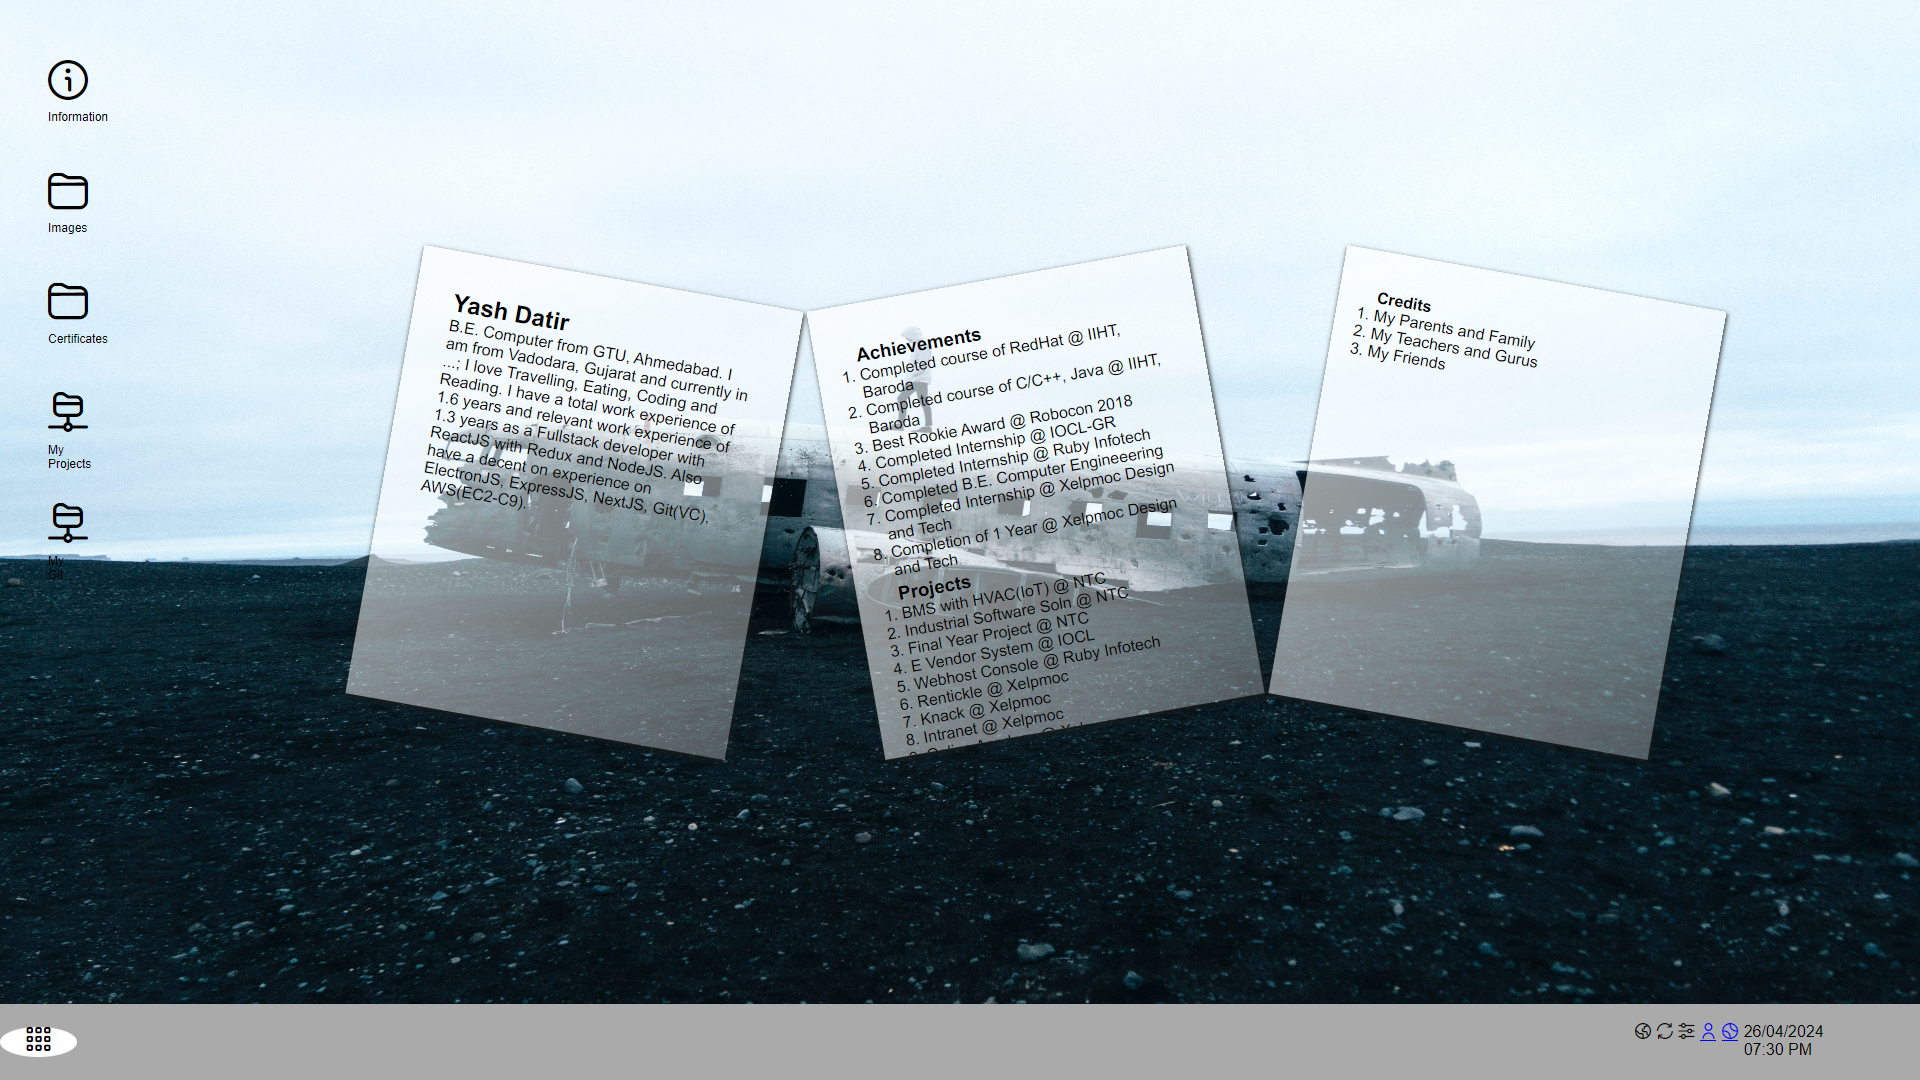 Information
Images
Certificates
My
Projects
My
Git
Yash Datir
B.E. Computer from GTU, Ahmedabad. I
am from Vadodara, Gujarat and currently in
...; I love Travelling, Eating, Coding and
Reading. I have a total work experience of
1.6 years and relevant work experience of
1.3 years as a Fullstack developer with
ReactJS with Redux and NodeJS. Also
have a decent on experience on
ElectronJS, ExpressJS, NextJS, Git(VC),
AWS(EC2-C9).
Achievements
1. Completed course of RedHat @ IIHT,
Baroda
2. Completed course of C/C++, Java @ IIHT,
Baroda
3. Best Rookie Award @ Robocon 2018
4. Completed Internship @ IOCL-GR
5. Completed Internship @ Ruby Infotech
6. Completed B.E. Computer Engineeering
7. Completed Internship @ Xelpmoc Design
and Tech
8. Completion of 1 Year @ Xelpmoc Design
and Tech
Projects
1. BMS with HVAC(IoT) @ NTC
2. Industrial Software Soln @ NTC
3. Final Year Project @ NTC
4. E Vendor System @ IOCL
5. Webhost Console @ Ruby Infotech
6. Rentickle @ Xelpmoc
7. Knack @ Xelpmoc
8. Intranet @ Xelpmoc
Credits
1. My Parents and Family
2. My Teachers and Gurus
3. My Friends
26/04/2024
07:30 PM